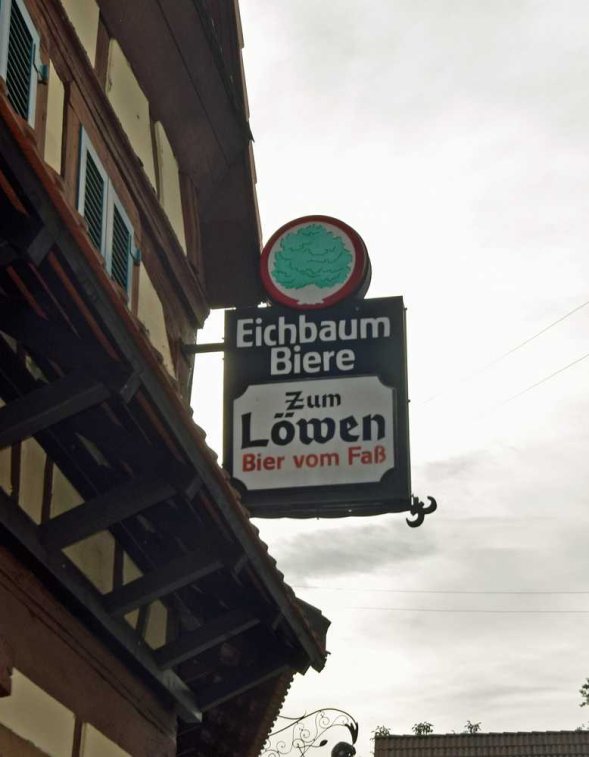 Eichbaum
Biere
Zum
Löwen
Bier vom Faß